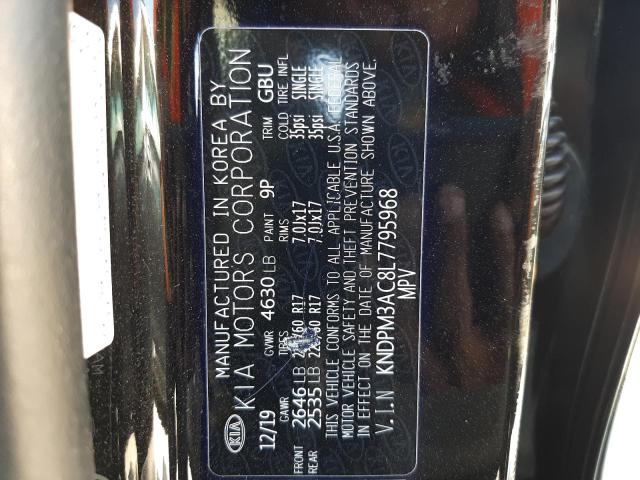 KIA
MANUFACTURED IN KOREA BY
KIA MOTORS CORPORATION
12/19 GVWR 4630 LB PAINT 9P TRIM GBU
GAWR TIRES RIMS COLD TIRE INFL
FRONT 2646 LB R17 7.0Jx17 35psi SINGLE
REAR 2535 LB R17 7.0Jx17 35psi SINGLE
THIS VEHICLE CONFORMS TO ALL APPLICABLE U.S.A. FEDERAL
MOTOR VEHICLE SAFETY AND THEFT PREVENTION STANDARDS
IN EFFECT ON THE DATE OF MANUFACTURE SHOWN ABOVE.
V.I.N KNDPM3AC8L7795968
MPV